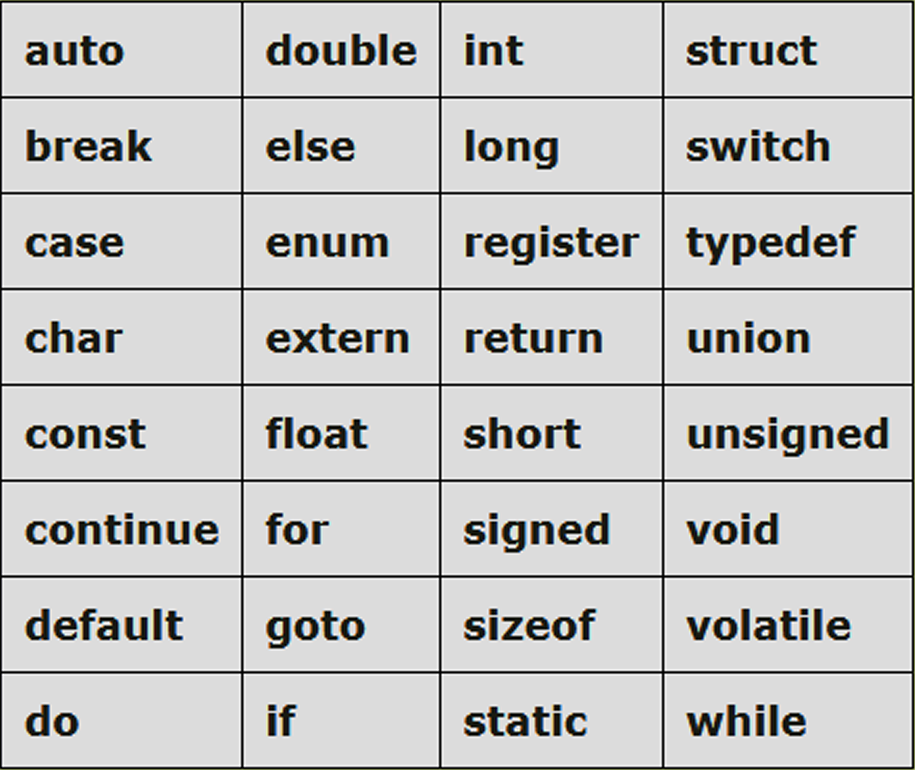 auto double int struct
break else long switch
case enum register typedef
char extern return union
const float short unsigned
continue for signed void
default goto sizeof volatile
do if static while